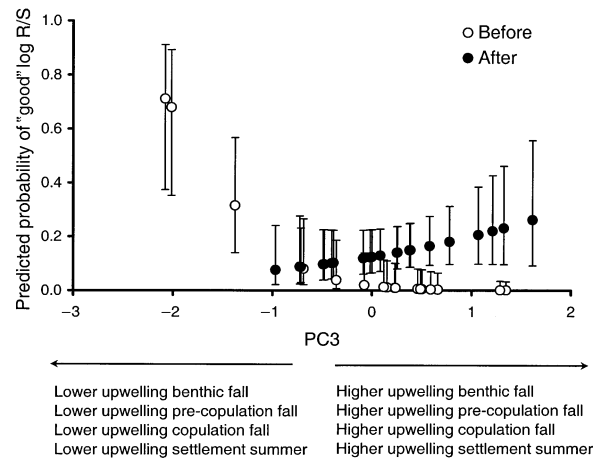 Predicted probability of "good" log R/S
1.0
0.8
0.6
0.4
0.2
0.0
Before
After
−3
−2
−1
0
1
2
PC3
Lower upwelling benthic fall
Lower upwelling pre-copulation fall
Lower upwelling copulation fall
Lower upwelling settlement summer
Higher upwelling benthic fall
Higher upwelling pre-copulation fall
Higher upwelling copulation fall
Higher upwelling settlement summer